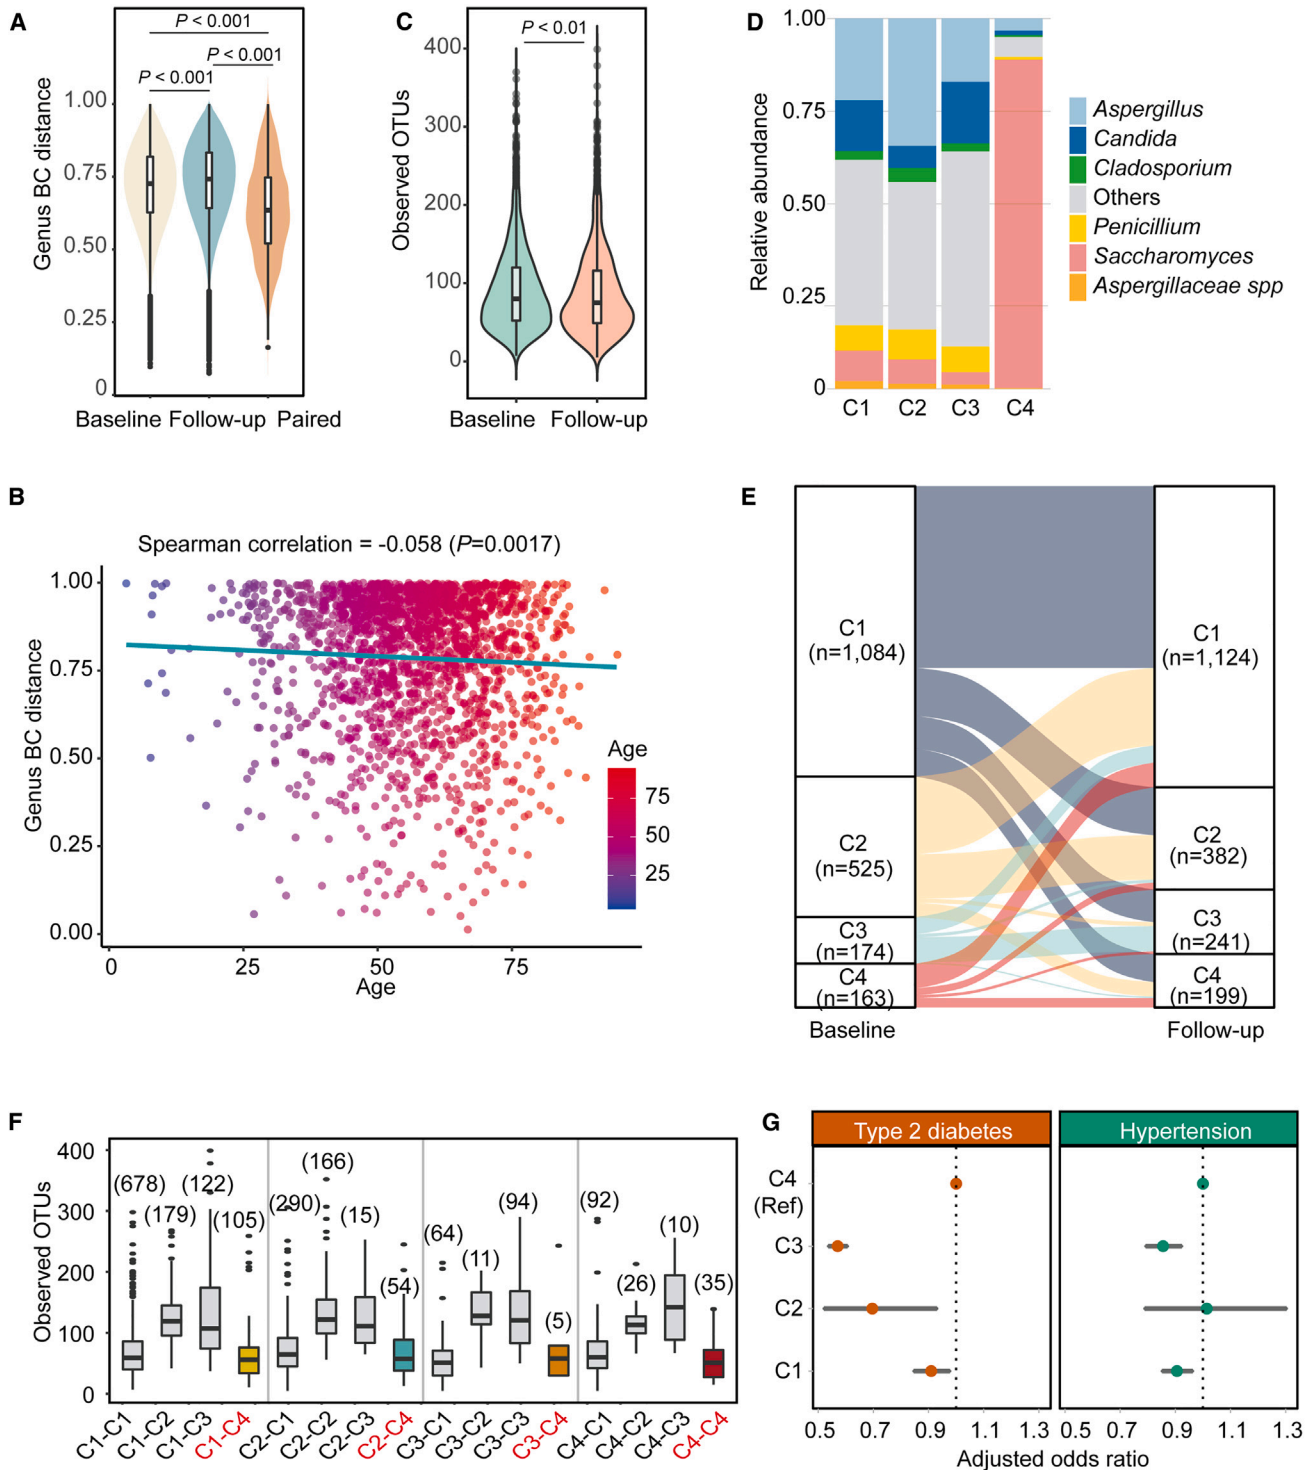 A
P < 0.001
P < 0.001
P < 0.001
Genus BC distance
1.00
0.75
0.50
0.25
0
Baseline Follow-up Paired
C
P < 0.01
Observed OTUs
400
300
200
100
0
Baseline Follow-up
D
Relative abundance
1.00
0.75
0.50
0.25
0
C1 C2 C3 C4
Aspergillus
Candida
Cladosporium
Others
Penicillium
Saccharomyces
Aspergillaceae spp
B
Spearman correlation = -0.058 (P=0.0017)
Genus BC distance
1.00
0.75
0.50
0.25
0.00
0 25 50 75
Age
Age
75
50
25
E
C1
(n=1,084)
C2
(n=525)
C3
(n=174)
C4
(n=163)
Baseline
C1
(n=1,124)
C2
(n=382)
C3
(n=241)
C4
(n=199)
Follow-up
F
Observed OTUs
400
300
200
100
0
(678) (179) (122) (105) (290) (166) (15) (54) (64) (11) (94) (5) (92) (26) (10) (35)
C1-C1 C1-C2 C1-C3 C1-C4 C2-C1 C2-C2 C2-C3 C2-C4 C3-C1 C3-C2 C3-C3 C3-C4 C4-C1 C4-C2 C4-C3 C4-C4
G
Type 2 diabetes Hypertension
C4
(Ref)
C3
C2
C1
0.5 0.7 0.9 1.1 1.3 0.5 0.7 0.9 1.1 1.3
Adjusted odds ratio